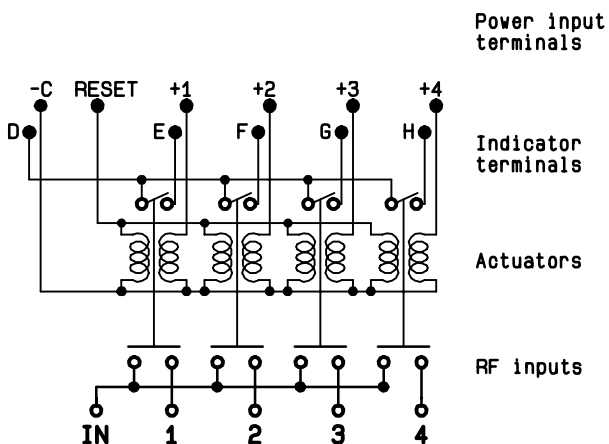 Power input
terminals
-C RESET +1 +2 +3 +4
D E F G H
Indicator
terminals
Actuators
RF inputs
IN 1 2 3 4